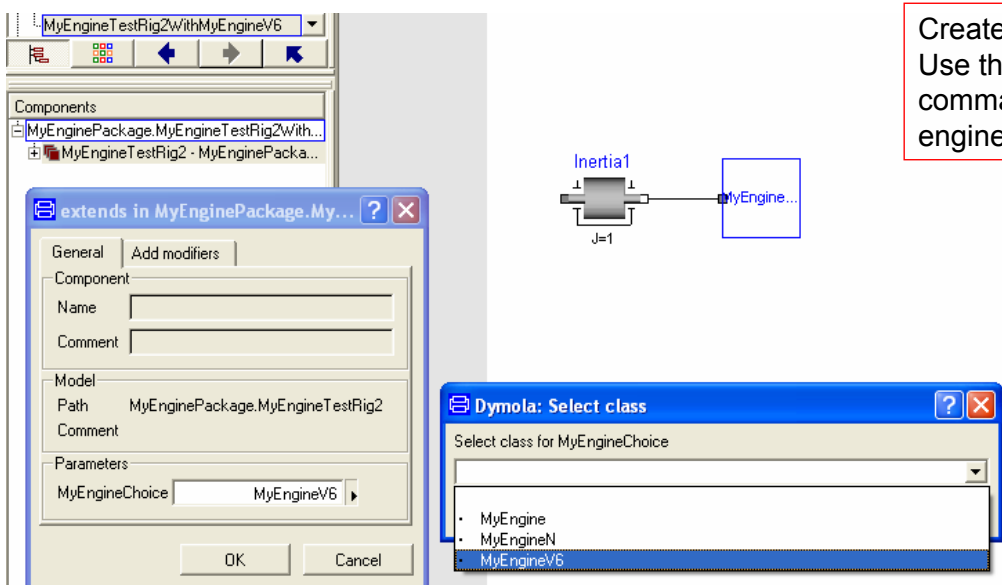 MyEngineTestRig2WithMyEngineV6
Components
MyEnginePackage.MyEngineTestRig2With...
MyEngineTestRig2 - MyEnginePacka...
Create
Use th
comma
engine
Inertia1
J=1
MyEngine...
extends in MyEnginePackage.My...
General
Add modifiers
Component
Name
Comment
Model
Path MyEnginePackage.MyEngineTestRig2
Comment
Parameters
MyEngineChoice MyEngineV6
OK Cancel
Dymola: Select class
Select class for MyEngineChoice
MyEngine
MyEngineN
MyEngineV6